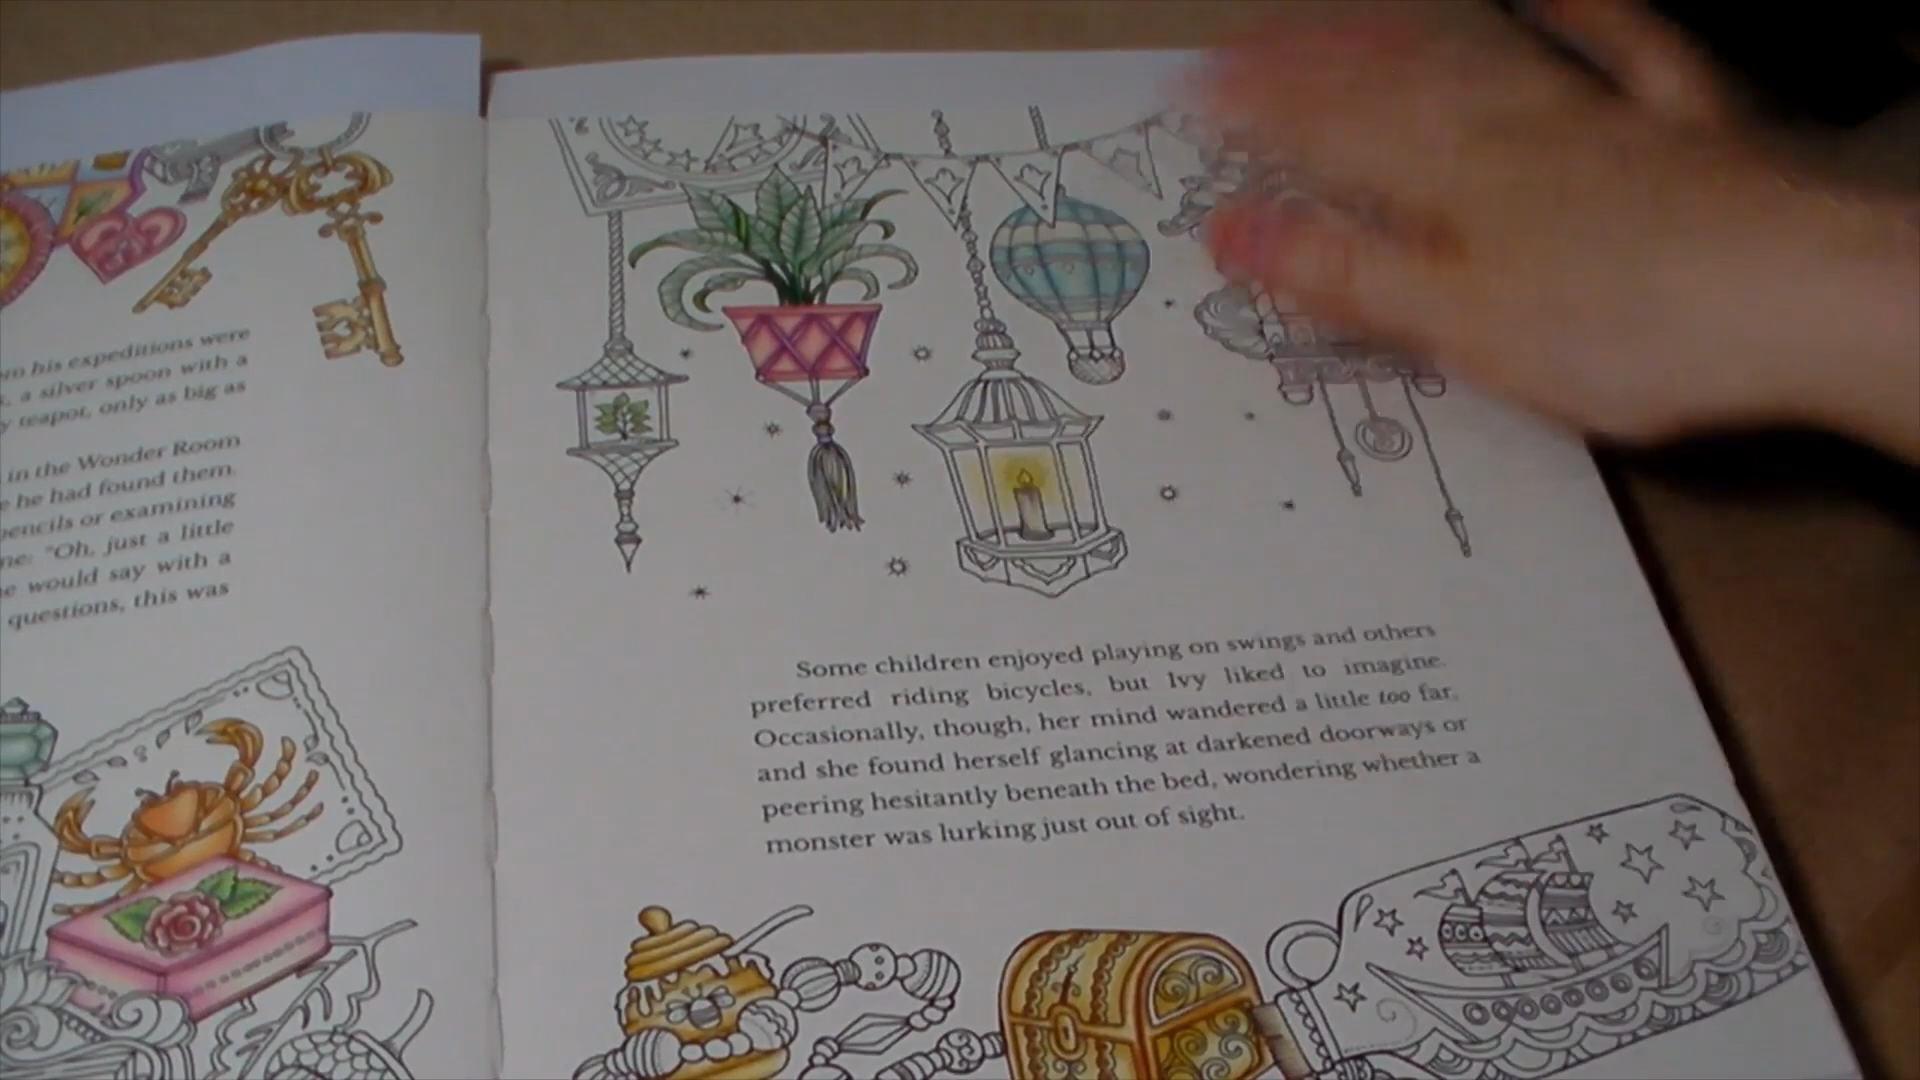 his expeditions were
a silver spoon with a
teapot, only as big as
in the Wonder Room
he had found them.
pencils or examining
"Oh, just a little
would say with a
questions, this was
Some children enjoyed playing on swings and others
preferred riding bicycles, but Ivy liked to imagine.
Occasionally, though, her mind wandered a little too far,
and she found herself glancing at darkened doorways or
peering hesitantly beneath the bed, wondering whether a
monster was lurking just out of sight.